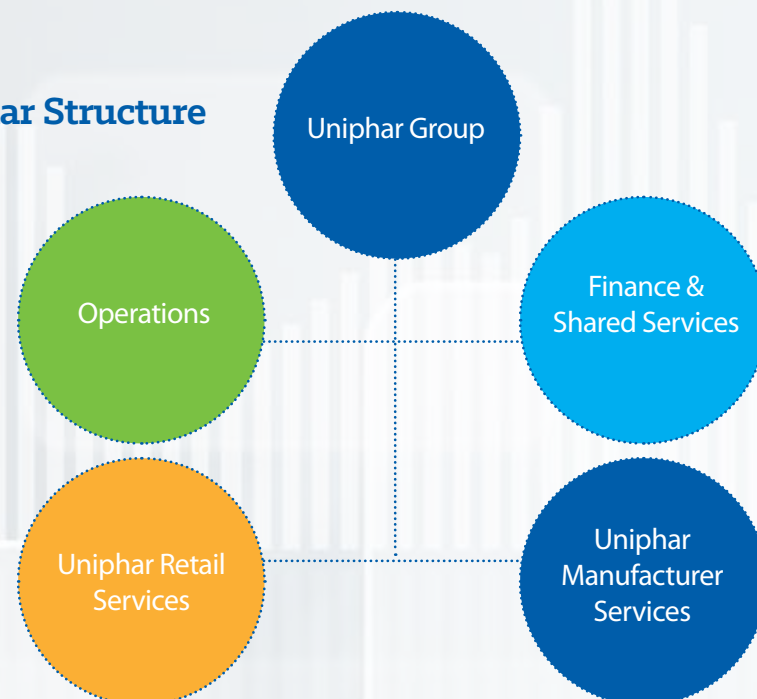 ar Structure
Uniphar Group
Operations
Finance &
Shared Services
Uniphar Retail
Services
Uniphar
Manufacturer
Services